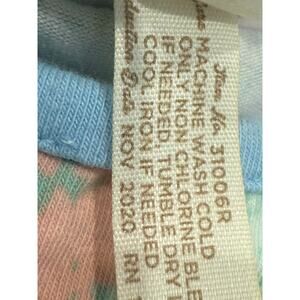 Item No. 31006R
MACHINE WASH COLD
ONLY NON CHLORINE BLE
IF NEEDED, TUMBLE DRY
COOL IRON IF NEEDED
Date NOV 2020 RN